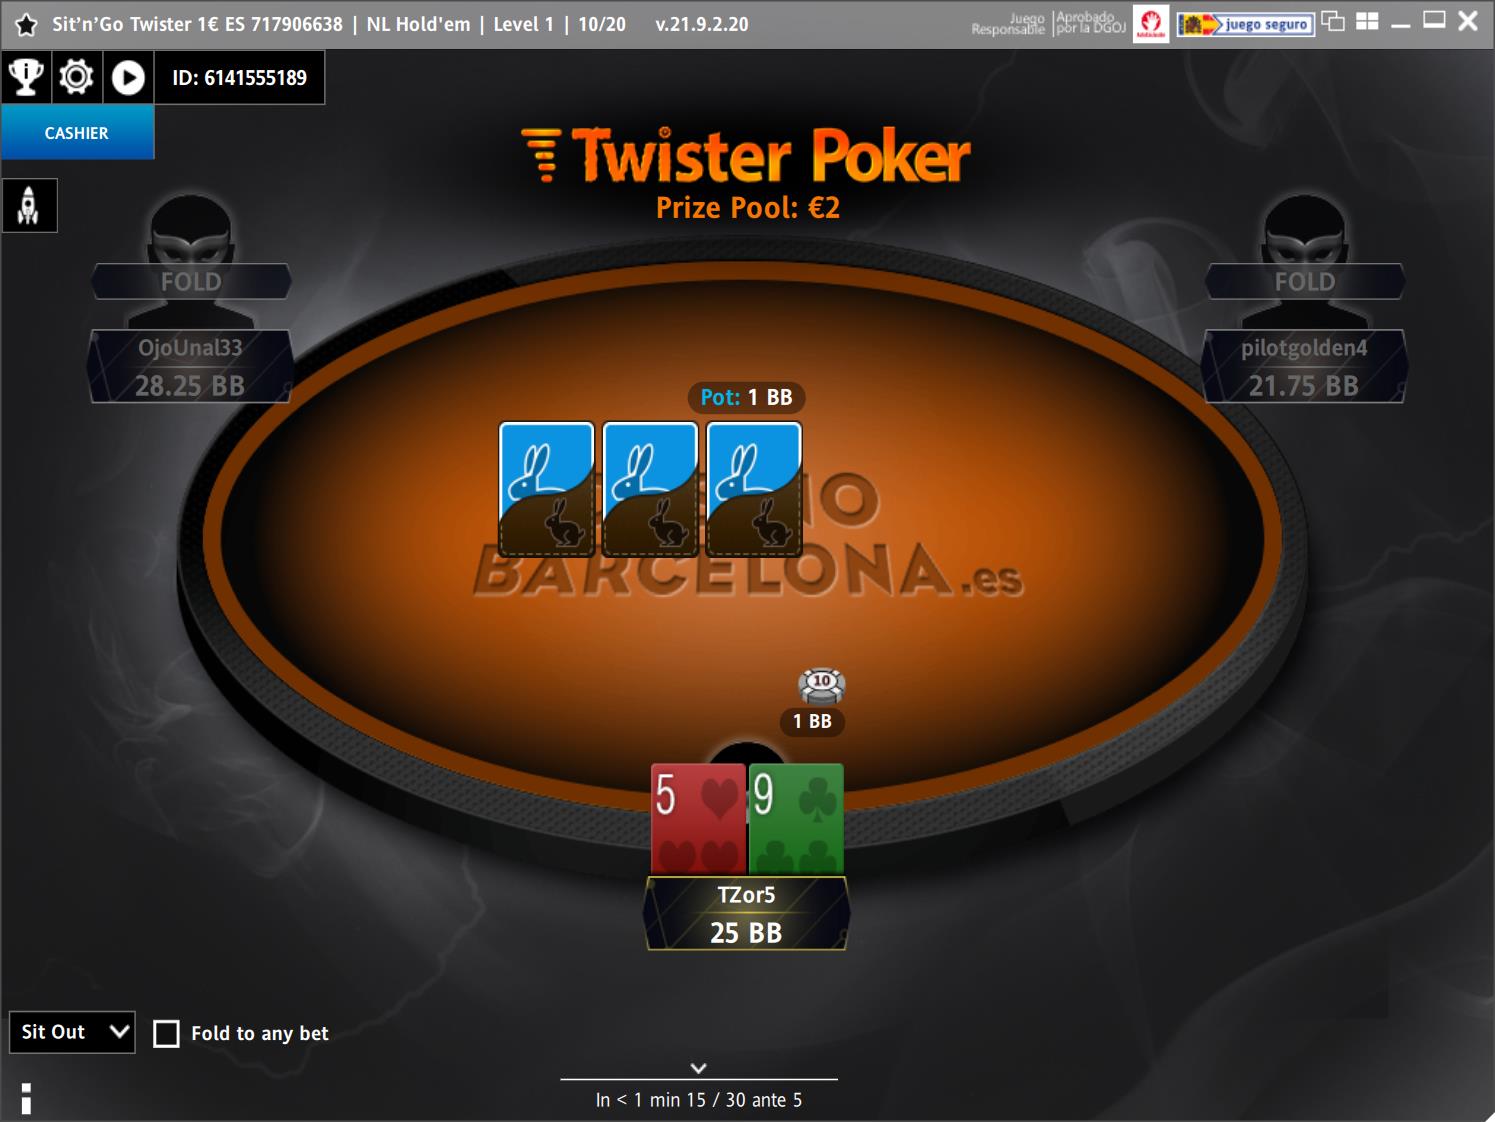 Sit'n'Go Twister 1€ ES 717906638 | NL Hold'em | Level 1 | 10/20 v.21.9.2.20
Juego Responsable
Aprobado por la DGOJ
juego seguro
ID: 6141555189
CASHIER
Twister Poker
Prize Pool: €2
FOLD
OjoUnal33
28.25 BB
FOLD
pilotgolden4
21.75 BB
Pot: 1 BB
BARCELONA.es
10
1 BB
5
9
TZor5
25 BB
Sit Out
Fold to any bet
In < 1 min 15 / 30 ante 5